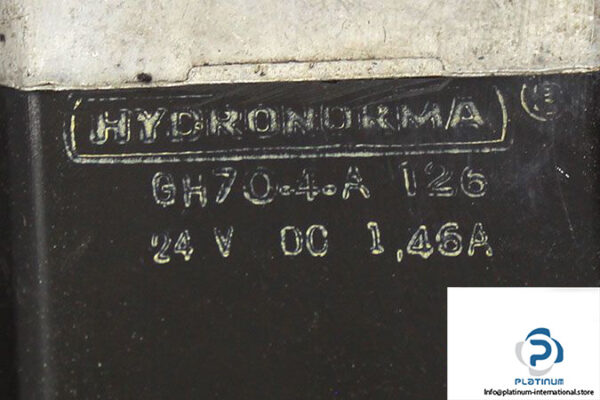 HYDRONORMA
GH70.4.A 126
24 V DC 1,46A
PLATINUM
Info@platinum-international.store